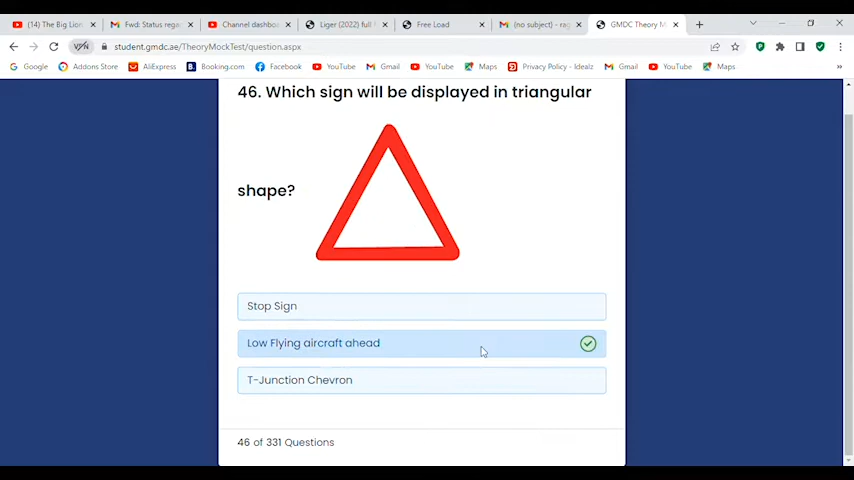 (14) The Big Lion
Fwd: Status rega
Channel dashboa
Liger (2022) full
Free Load
(no subject) - rag
GMDC Theory Mo
student.gmdc.ae/TheoryMockTest/question.aspx
Google
Addons Store
AliExpress
Booking.com
Facebook
YouTube
Gmail
YouTube
Maps
Privacy Policy - Idealz
Gmail
YouTube
Maps
46. Which sign will be displayed in triangular
shape?
Stop Sign
Low Flying aircraft ahead
T-Junction Chevron
46 of 331 Questions